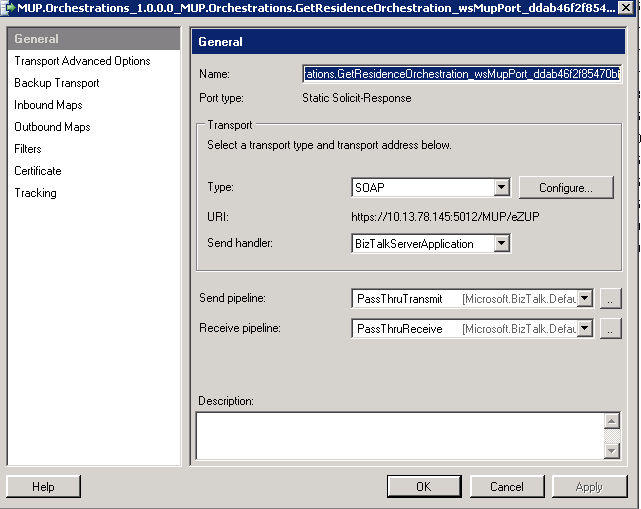 MUP.Orchestrations_1.0.0.0_MUP.Orchestrations.GetResidenceOrchestration_wsMupPort_ddab46f2f854...
General
Transport Advanced Options
Backup Transport
Inbound Maps
Outbound Maps
Filters
Certificate
Tracking
General
Name: rations.GetResidenceOrchestration_wsMupPort_ddab46f2f85470bi
Port type: Static Solicit-Response
Transport
Select a transport type and transport address below.
Type: SOAP Configure...
URI: https://10.13.78.145:5012/MUP/eZUP
Send handler: BizTalkServerApplication
Send pipeline: PassThruTransmit [Microsoft.BizTalk.Defau ..
Receive pipeline: PassThruReceive [Microsoft.BizTalk.Defau ..
Description:
Help OK Cancel Apply